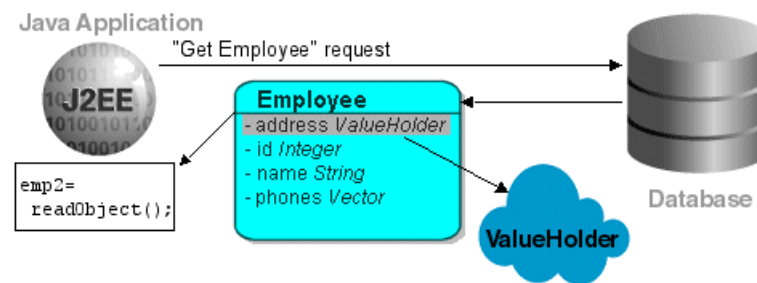 Java Application
"Get Employee" request
J2EE
Employee
- address ValueHolder
- id Integer
- name String
- phones Vector
emp2=
readObject();
ValueHolder
Database